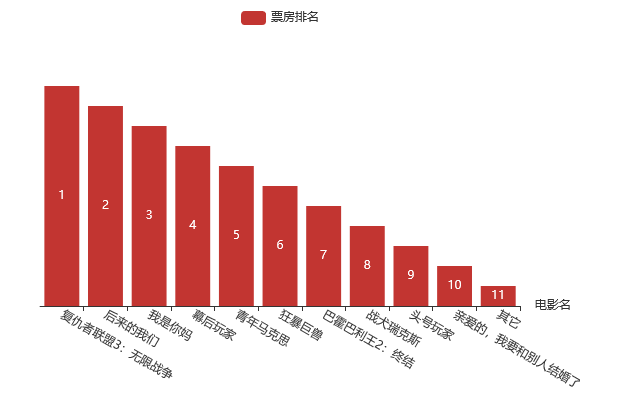 票房排名
1
2
3
4
5
6
7
8
9
10
11
电影名
复仇者联盟3：无限战争
后来的我们
我是你妈
幕后玩家
青年马克思
狂暴巨兽
巴霍巴利王2：终结
战犬瑞克斯
头号玩家
亲爱的，我要和别人结婚了
其它